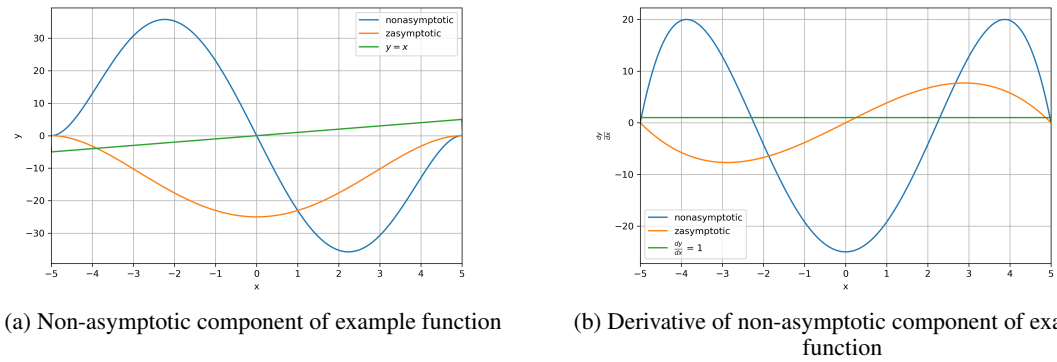 nonasymptotic
zasymptotic
y = x
30
20
10
0
−10
−20
−30
y
−5 −4 −3 −2 −1 0 1 2 3 4 5
x
(a) Non-asymptotic component of example function
20
10
0
−10
−20
dy/dx
nonasymptotic
zasymptotic
dy/dx = 1
−5 −4 −3 −2 −1 0 1 2 3 4 5
x
(b) Derivative of non-asymptotic component of exa
function